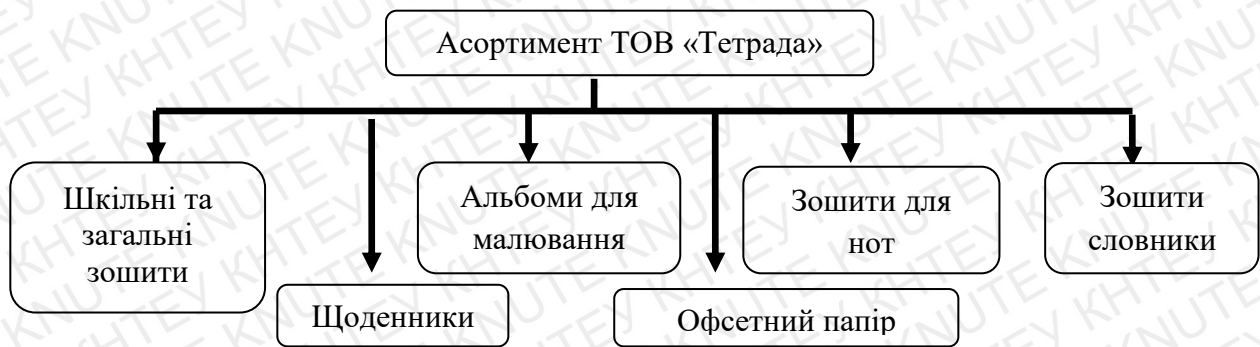 Асортимент ТОВ «Тетрада»
Шкільні та
загальні
зошити
Щоденники
Альбоми для
малювання
Офсетний папір
Зошити для
нот
Зошити
словники